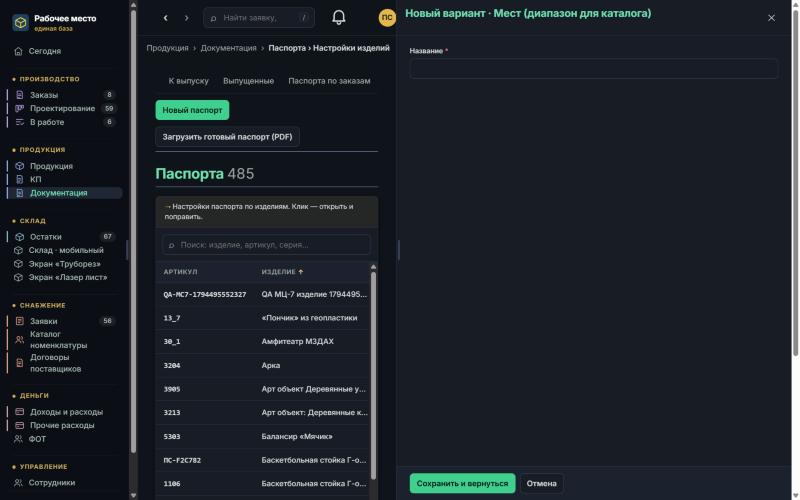 Рабочее место
единая база
Сегодня
ПРОИЗВОДСТВО
Заказы 8
Проектирование 59
В работе 6
ПРОДУКЦИЯ
Продукция
КП
Документация
СКЛАД
Остатки 67
Склад · мобильный
Экран «Труборез»
Экран «Лазер лист»
СНАБЖЕНИЕ
Заявки 56
Каталог
номенклатуры
Договоры
поставщиков
ДЕНЬГИ
Доходы и расходы
Прочие расходы
ФОТ
УПРАВЛЕНИЕ
Сотрудники
Найти заявку, /
ПС
Продукция › Документация › Паспорта › Настройки изделий
К выпуску Выпущенные Паспорта по заказам
Новый паспорт
Загрузить готовый паспорт (PDF)
Паспорта 485
→ Настройки паспорта по изделиям. Клик — открыть и
поправить.
Поиск: изделие, артикул, серия...
АРТИКУЛ ИЗДЕЛИЕ ↑
QA-MC7-1794495552327 QA МЦ-7 изделие 1794495...
13_7 «Пончик» из геопластики
30_1 Амфитеатр МЗДАХ
3204 Арка
3905 Арт объект Деревянные у...
3213 Арт объект: Деревянные к...
5303 Балансир «Мячик»
ПС-F2C782 Баскетбольная стойка Г-о...
1106 Баскетбольная стойка Г-о...
Новый вариант · Мест (диапазон для каталога)
Название *
Сохранить и вернуться
Отмена